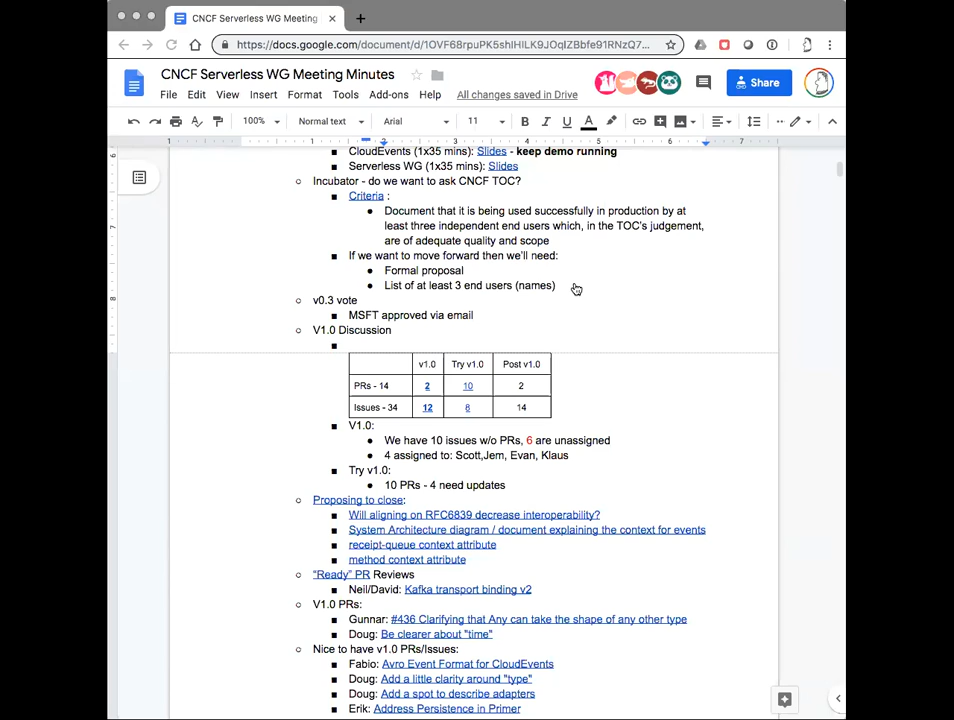 CNCF Serverless WG Meeting
https://docs.google.com/document/d/1OVF68rpuPK5shIHILK9JOqIZBbfe91RNzQ7...
CNCF Serverless WG Meeting Minutes
File Edit View Insert Format Tools Add-ons Help All changes saved in Drive
Share
100% Normal text Arial 11 B I U A
1 1 2 3 4 5 6 7
CloudEvents (1x35 mins): Slides - keep demo running
Serverless WG (1x35 mins): Slides
Incubator - do we want to ask CNCF TOC?
Criteria :
Document that it is being used successfully in production by at
least three independent end users which, in the TOC's judgement,
are of adequate quality and scope
If we want to move forward then we'll need:
Formal proposal
List of at least 3 end users (names)
v0.3 vote
MSFT approved via email
V1.0 Discussion
v1.0 Try v1.0 Post v1.0
PRs - 14 2 10 2
Issues - 34 12 8 14
V1.0:
We have 10 issues w/o PRs, 6 are unassigned
4 assigned to: Scott,Jem, Evan, Klaus
Try v1.0:
10 PRs - 4 need updates
Proposing to close:
Will aligning on RFC6839 decrease interoperability?
System Architecture diagram / document explaining the context for events
receipt-queue context attribute
method context attribute
"Ready" PR Reviews
Neil/David: Kafka transport binding v2
V1.0 PRs:
Gunnar: #436 Clarifying that Any can take the shape of any other type
Doug: Be clearer about "time"
Nice to have v1.0 PRs/Issues:
Fabio: Avro Event Format for CloudEvents
Doug: Add a little clarity around "type"
Doug: Add a spot to describe adapters
Erik: Address Persistence in Primer